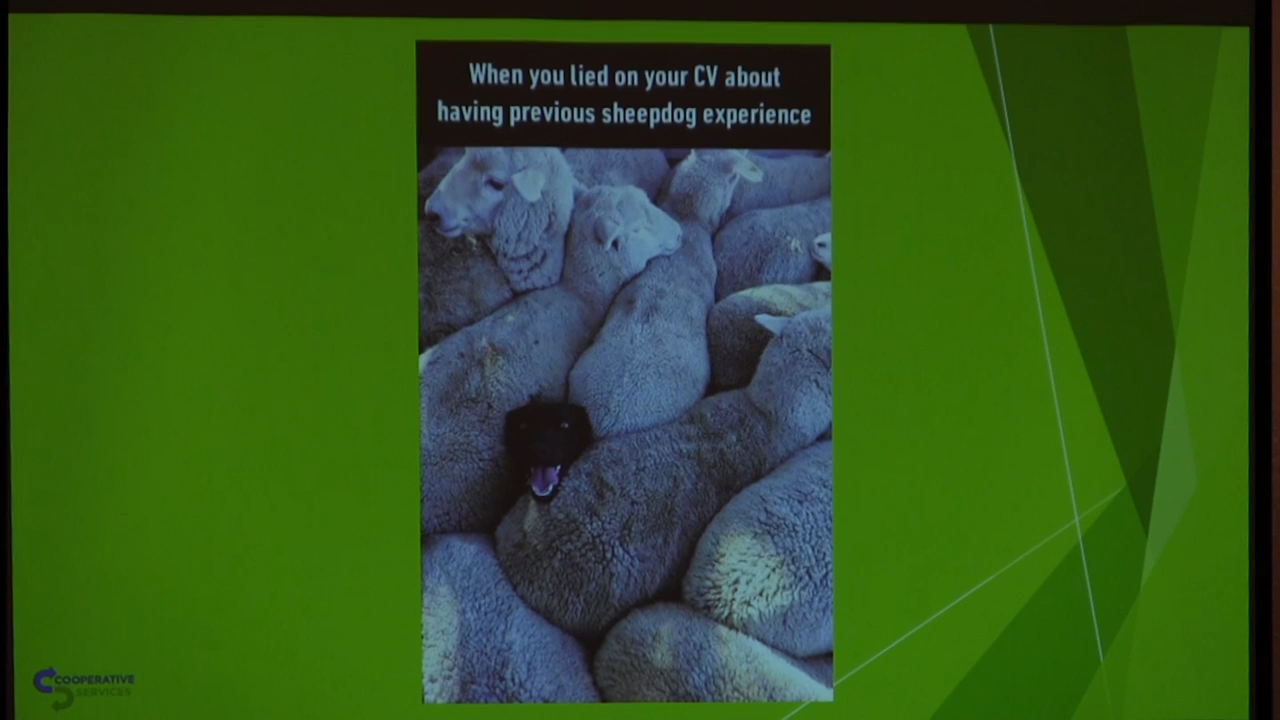 When you lied on your CV about
having previous sheepdog experience
COOPERATIVE
SERVICES